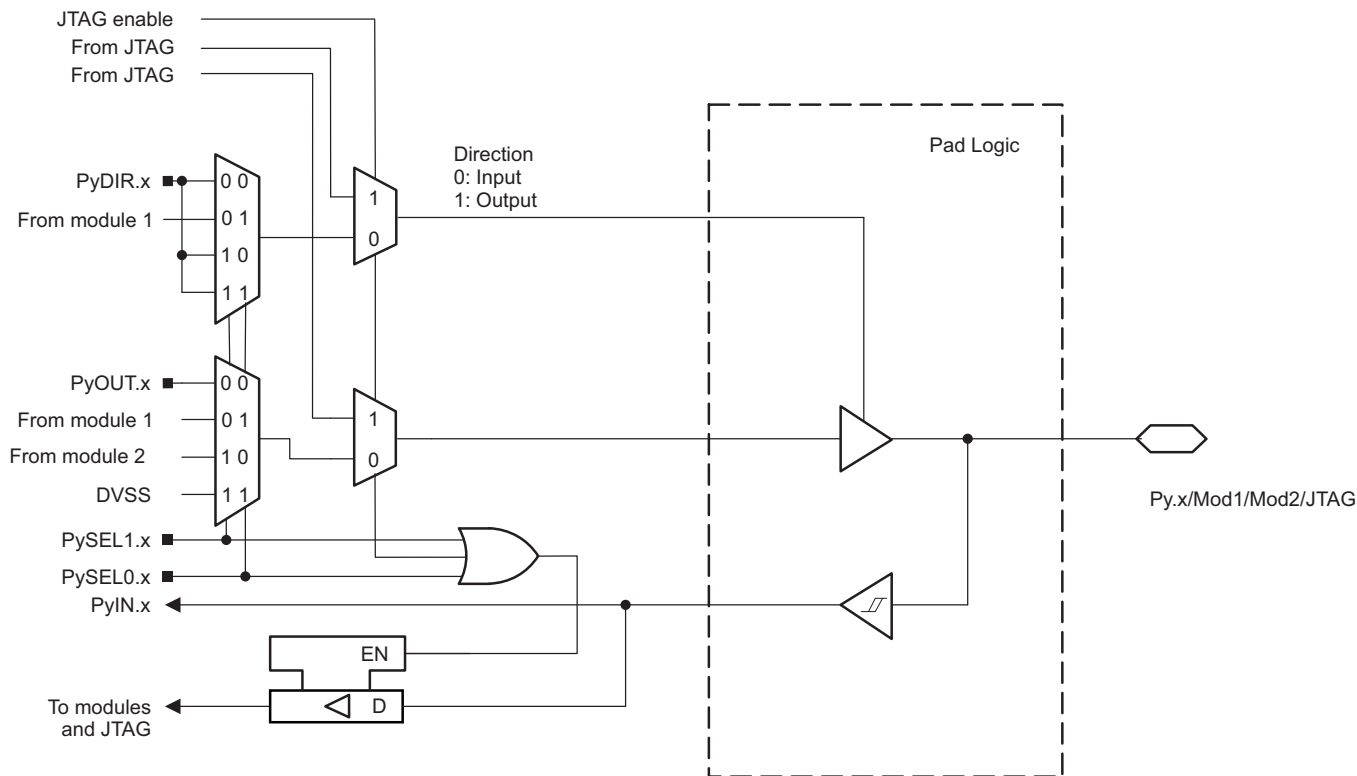 JTAG enable
From JTAG
From JTAG
Direction
0: Input
1: Output
Pad Logic
PyDIR.x
From module 1
0 0
0 1
1 0
1 1
1
0
PyOUT.x
From module 1
From module 2
DVSS
0 0
0 1
1 0
1 1
1
0
Py.x/Mod1/Mod2/JTAG
PySEL1.x
PySEL0.x
PyIN.x
EN
D
To modules
and JTAG